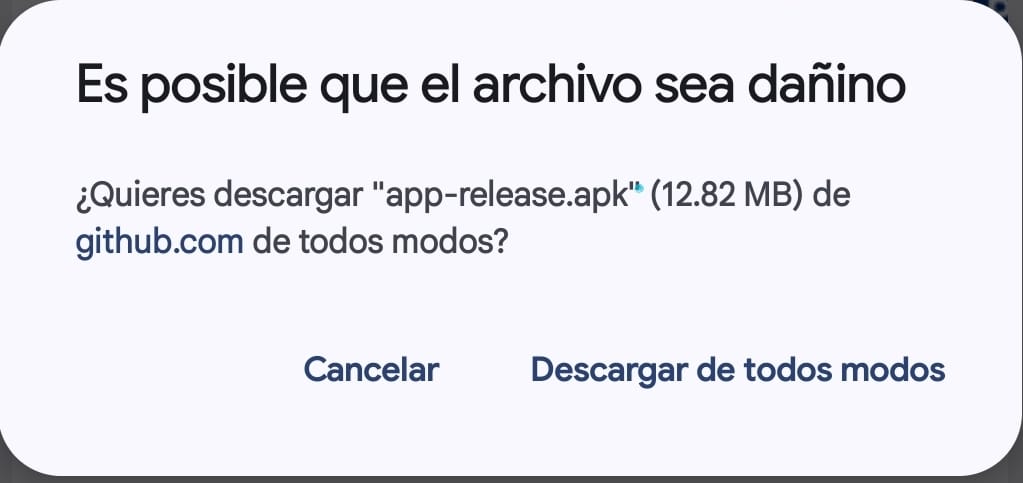 Es posible que el archivo sea dañino
¿Quieres descargar "app-release.apk" (12.82 MB) de
github.com de todos modos?
Cancelar
Descargar de todos modos